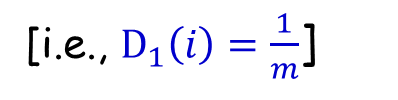 [i.e., D₁(i) = 1/m]